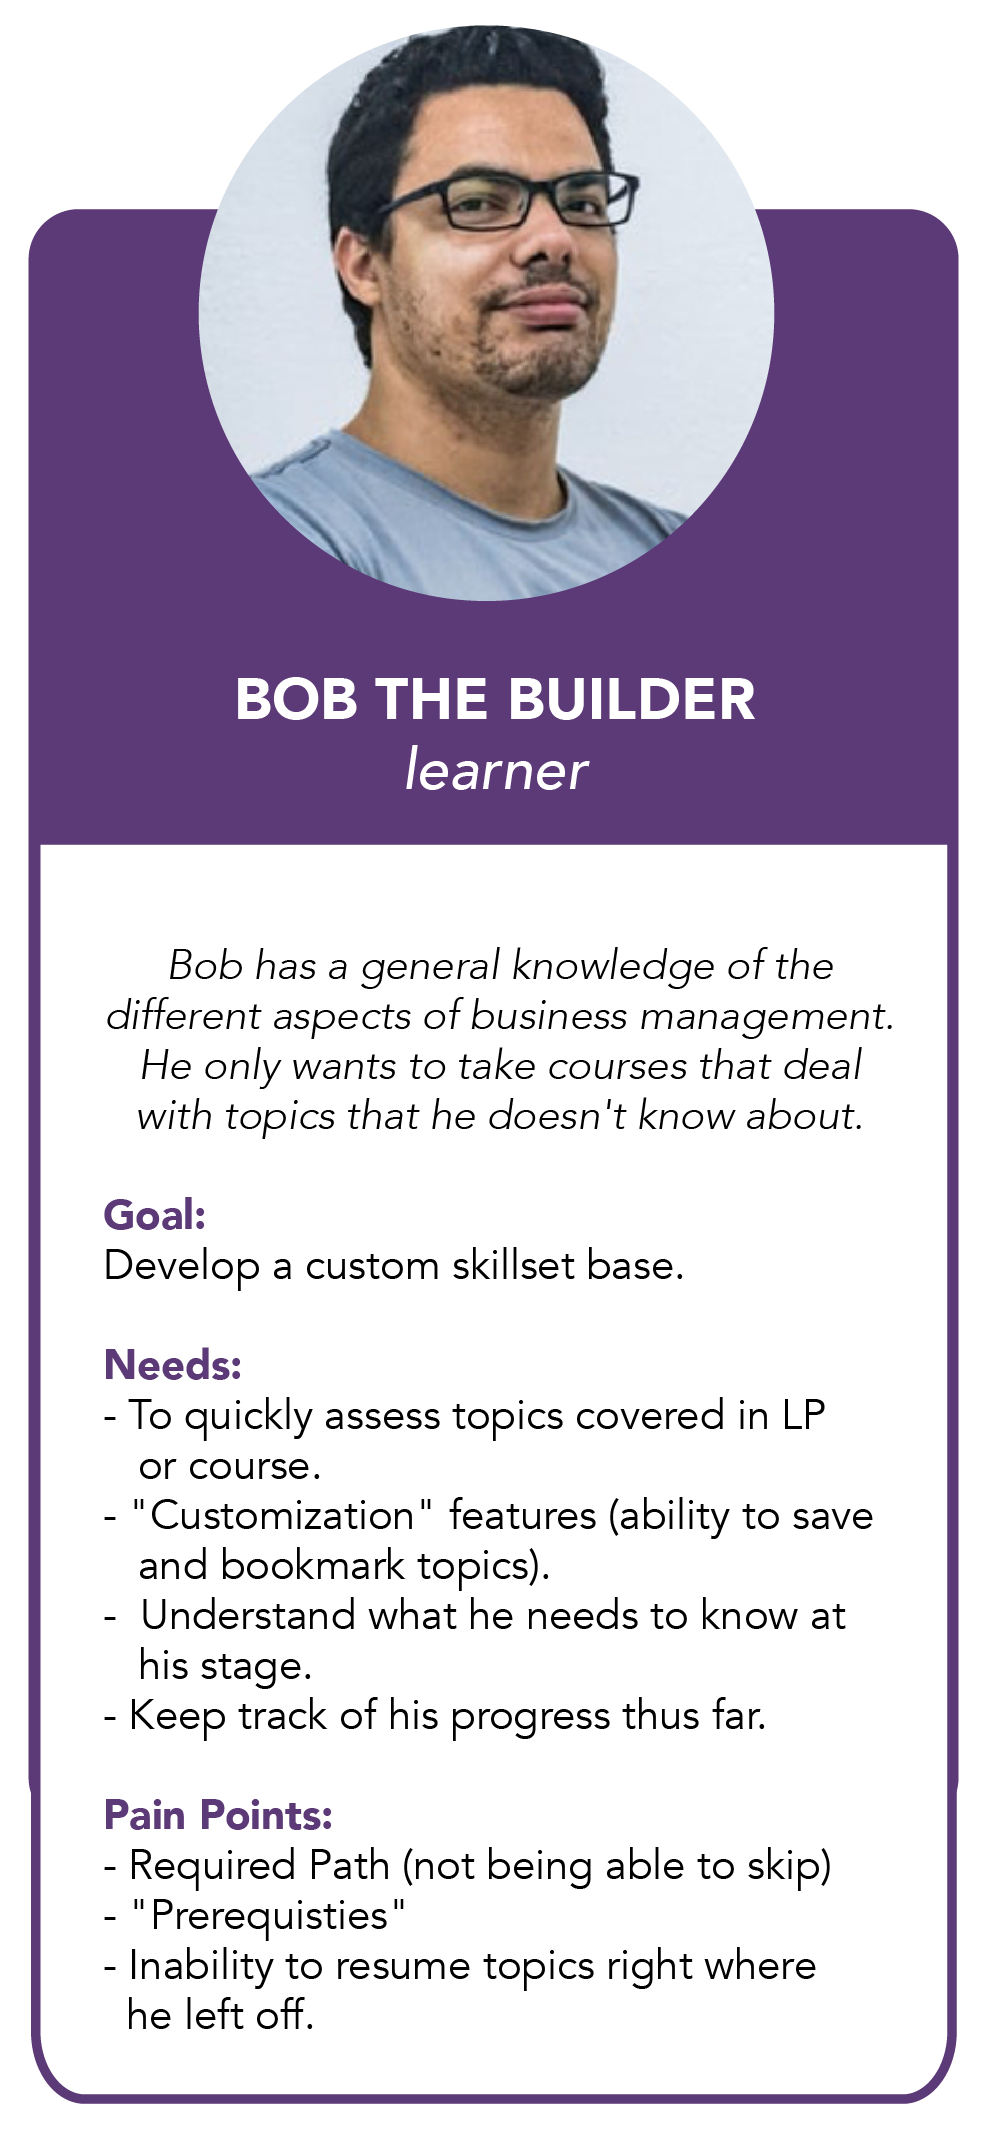 BOB THE BUILDER
learner
Bob has a general knowledge of the
different aspects of business management.
He only wants to take courses that deal
with topics that he doesn't know about.
Goal:
Develop a custom skillset base.
Needs:
- To quickly assess topics covered in LP
or course.
- "Customization" features (ability to save
and bookmark topics).
- Understand what he needs to know at
his stage.
- Keep track of his progress thus far.
Pain Points:
- Required Path (not being able to skip)
- "Prerequisties"
- Inability to resume topics right where
he left off.